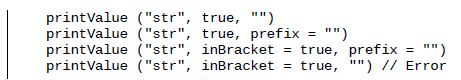 printValue ("str", true, "")
printValue ("str", true, prefix = "")
printValue ("str", inBracket = true, prefix = "")
printValue ("str", inBracket = true, "") // Error